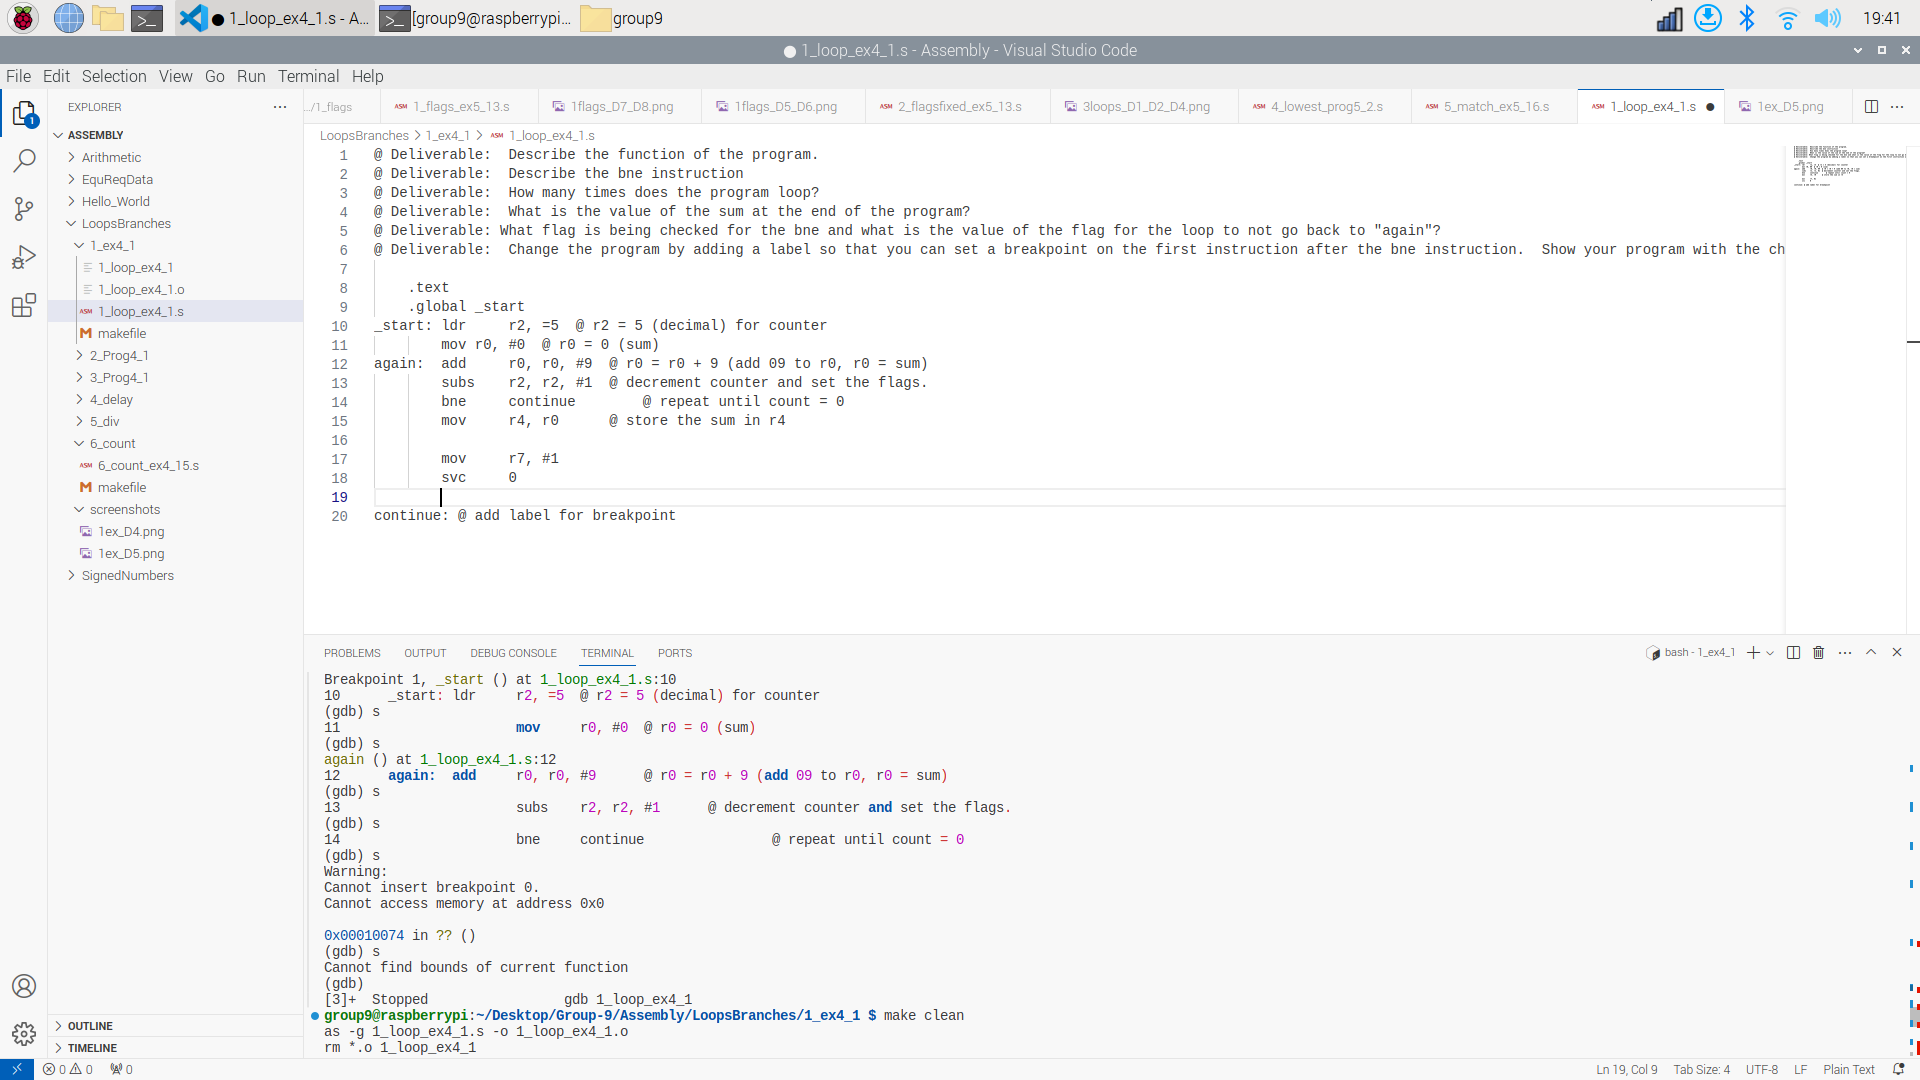 1_loop_ex4_1.s - A...
[group9@raspberrypi...
group9
19:41
1_loop_ex4_1.s - Assembly - Visual Studio Code
File Edit Selection View Go Run Terminal Help
EXPLORER
.../1_flags
ASM 1_flags_ex5_13.s
1flags_D7_D8.png
1flags_D5_D6.png
ASM 2_flagsfixed_ex5_13.s
3loops_D1_D2_D4.png
ASM 4_lowest_prog5_2.s
ASM 5_match_ex5_16.s
ASM 1_loop_ex4_1.s
1ex_D5.png
1
ASSEMBLY
Arithmetic
EquReqData
Hello_World
LoopsBranches
1_ex4_1
1_loop_ex4_1
1_loop_ex4_1.o
ASM 1_loop_ex4_1.s
M makefile
2_Prog4_1
3_Prog4_1
4_delay
5_div
6_count
ASM 6_count_ex4_15.s
M makefile
screenshots
1ex_D4.png
1ex_D5.png
SignedNumbers
OUTLINE
TIMELINE
LoopsBranches > 1_ex4_1 > ASM 1_loop_ex4_1.s
1 @ Deliverable:  Describe the function of the program.
2 @ Deliverable:  Describe the bne instruction
3 @ Deliverable:  How many times does the program loop?
4 @ Deliverable:  What is the value of the sum at the end of the program?
5 @ Deliverable: What flag is being checked for the bne and what is the value of the flag for the loop to not go back to "again"?
6 @ Deliverable:  Change the program by adding a label so that you can set a breakpoint on the first instruction after the bne instruction.  Show your program with the ch
7
8     .text
9     .global _start
10 _start: ldr     r2, =5  @ r2 = 5 (decimal) for counter
11         mov r0, #0  @ r0 = 0 (sum)
12 again:  add     r0, r0, #9  @ r0 = r0 + 9 (add 09 to r0, r0 = sum)
13         subs    r2, r2, #1  @ decrement counter and set the flags.
14         bne     continue        @ repeat until count = 0
15         mov     r4, r0      @ store the sum in r4
16
17         mov     r7, #1
18         svc     0
19
20 continue: @ add label for breakpoint
PROBLEMS OUTPUT DEBUG CONSOLE TERMINAL PORTS
bash - 1_ex4_1
Breakpoint 1, _start () at 1_loop_ex4_1.s:10
10      _start: ldr     r2, =5  @ r2 = 5 (decimal) for counter
(gdb) s
11                      mov     r0, #0  @ r0 = 0 (sum)
(gdb) s
again () at 1_loop_ex4_1.s:12
12      again:  add     r0, r0, #9      @ r0 = r0 + 9 (add 09 to r0, r0 = sum)
(gdb) s
13                      subs    r2, r2, #1      @ decrement counter and set the flags.
(gdb) s
14                      bne     continue                @ repeat until count = 0
(gdb) s
Warning:
Cannot insert breakpoint 0.
Cannot access memory at address 0x0
0x00010074 in ?? ()
(gdb) s
Cannot find bounds of current function
(gdb)
[3]+  Stopped                 gdb 1_loop_ex4_1
group9@raspberrypi:~/Desktop/Group-9/Assembly/LoopsBranches/1_ex4_1 $ make clean
as -g 1_loop_ex4_1.s -o 1_loop_ex4_1.o
rm *.o 1_loop_ex4_1
0 0 0
Ln 19, Col 9 Tab Size: 4 UTF-8 LF Plain Text